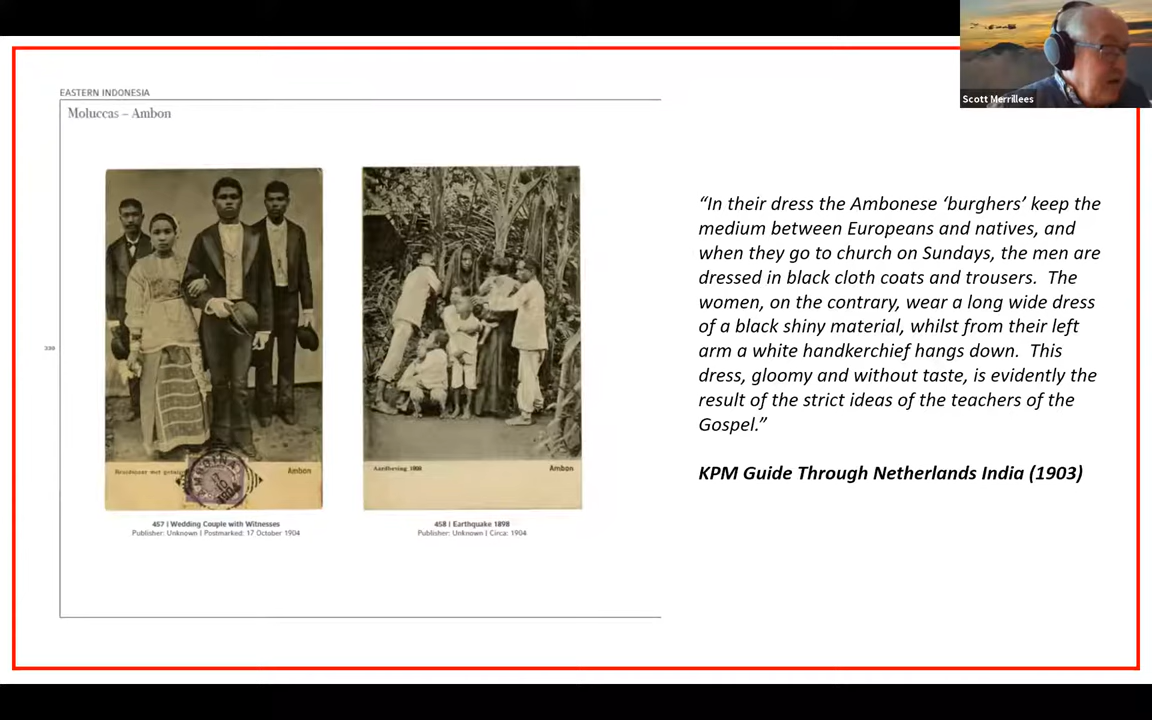 Scott Merrillees
EASTERN INDONESIA
Moluccas – Ambon
“In their dress the Ambonese ‘burghers’ keep the
medium between Europeans and natives, and
when they go to church on Sundays, the men are
dressed in black cloth coats and trousers.  The
women, on the contrary, wear a long wide dress
of a black shiny material, whilst from their left
arm a white handkerchief hangs down.  This
dress, gloomy and without taste, is evidently the
result of the strict ideas of the teachers of the
Gospel.”
KPM Guide Through Netherlands India (1903)
Ambon
Aardbeving 1898
Ambon
457 | Wedding Couple with Witnesses
Publisher: Unknown | Postmarked: 17 October 1904
458 | Earthquake 1898
Publisher: Unknown | Circa: 1904